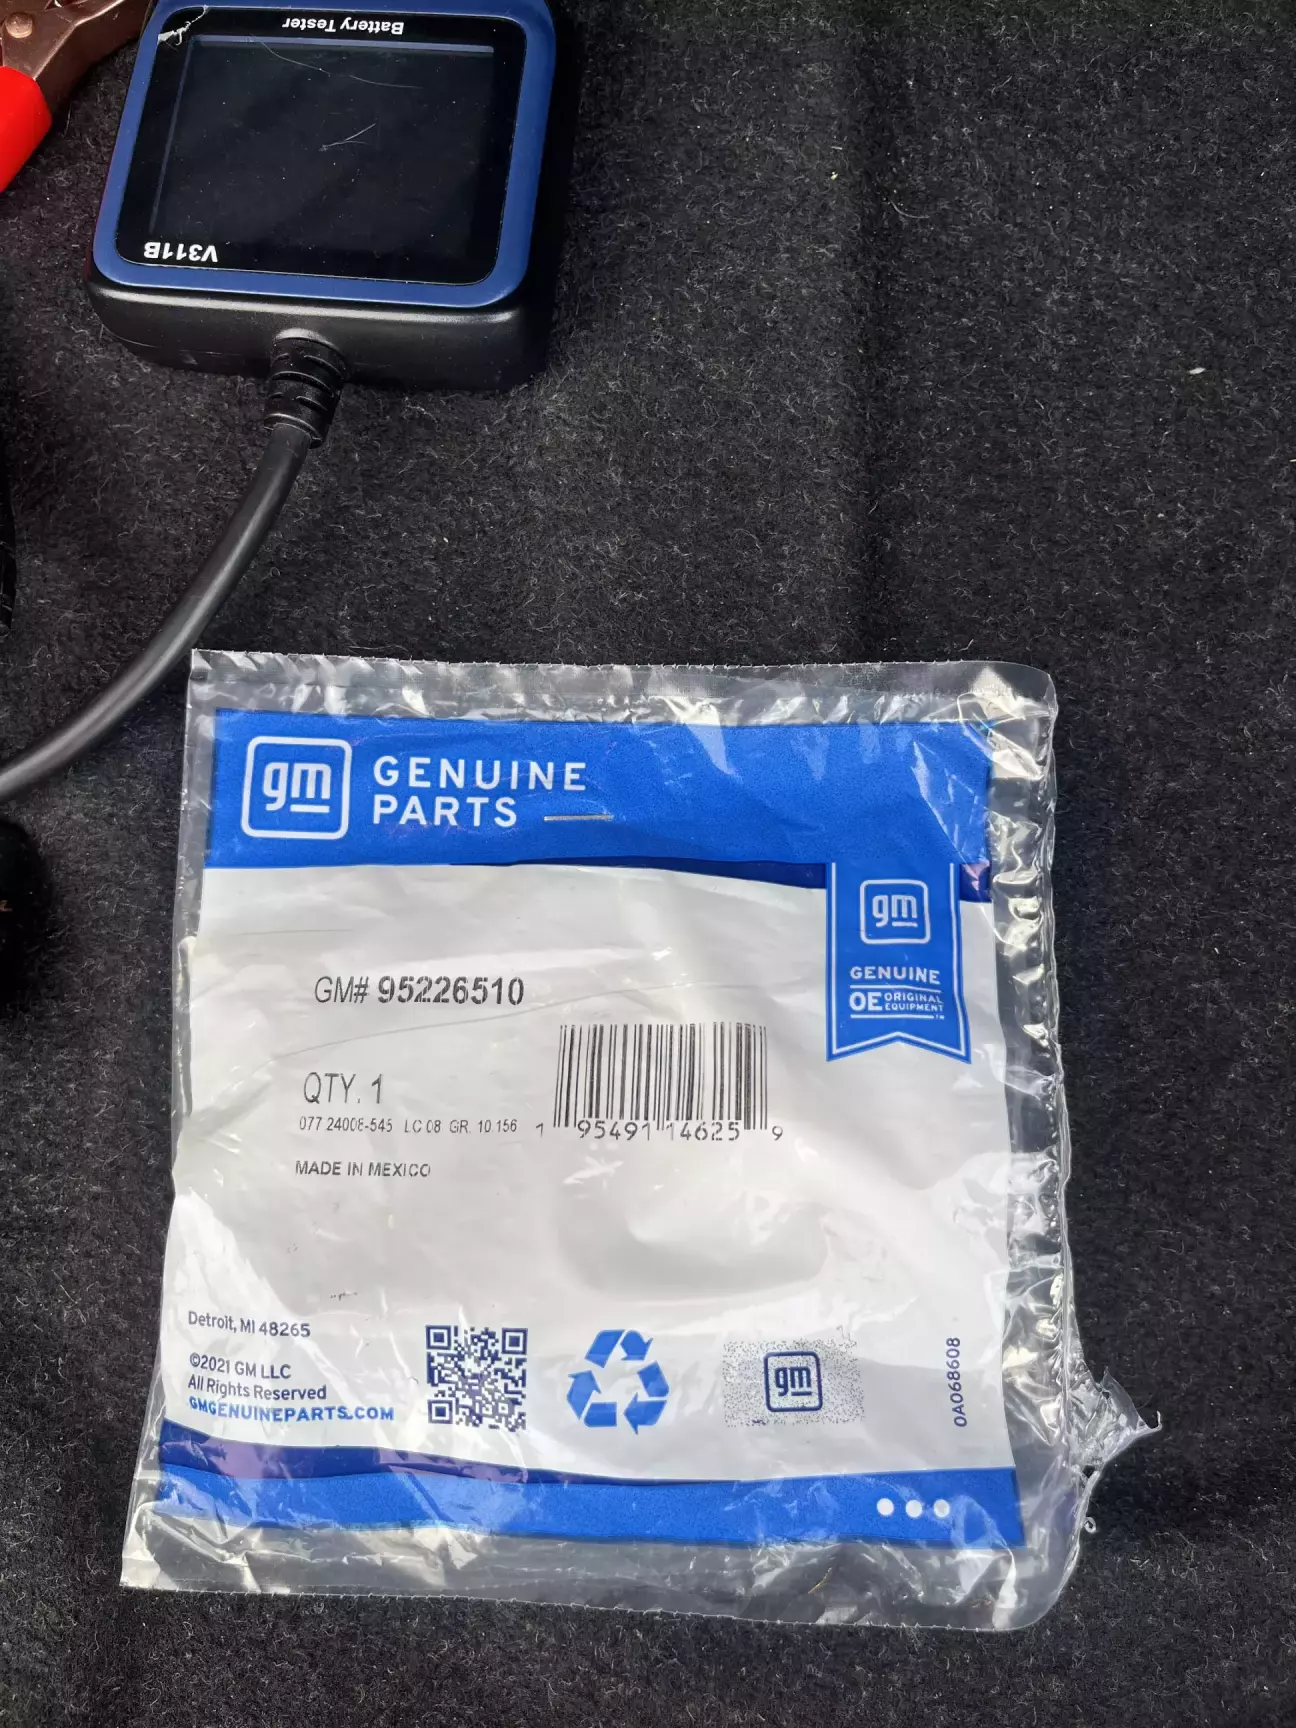 Battery Tester
V311B
gm GENUINE
PARTS
gm
GENUINE
OE ORIGINAL
EQUIPMENT
GM# 95226510
QTY. 1
077 24008-545 LC 08 GR. 10.156
1 95491 14625 9
MADE IN MEXICO
Detroit, MI 48265
©2021 GM LLC
All Rights Reserved
GMGENUINEPARTS.COM
gm
0A068608